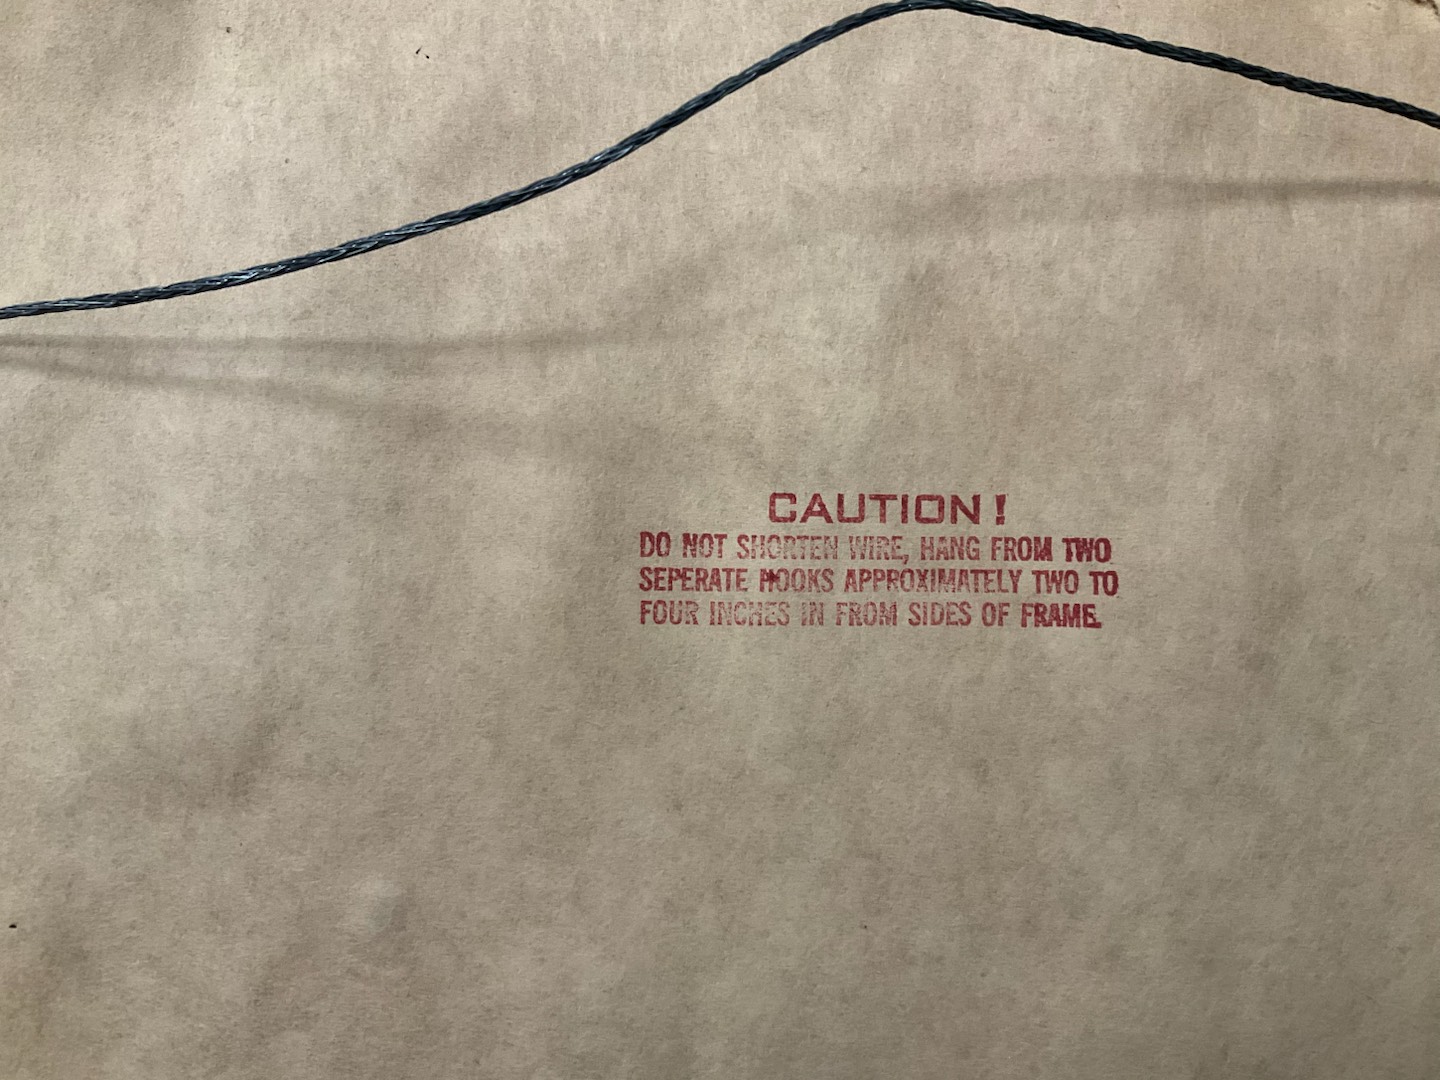 CAUTION!
DO NOT SHORTEN WIRE, HANG FROM TWO
SEPERATE HOOKS APPROXIMATELY TWO TO
FOUR INCHES IN FROM SIDES OF FRAME.